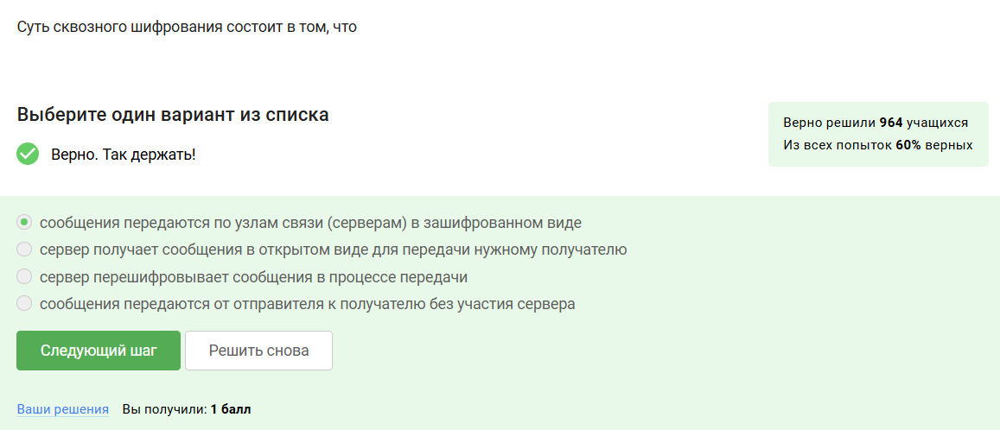 Суть сквозного шифрования состоит в том, что
Выберите один вариант из списка
Верно. Так держать!
Верно решили 964 учащихся
Из всех попыток 60% верных
сообщения передаются по узлам связи (серверам) в зашифрованном виде
сервер получает сообщения в открытом виде для передачи нужному получателю
сервер перешифровывает сообщения в процессе передачи
сообщения передаются от отправителя к получателю без участия сервера
Следующий шаг
Решить снова
Ваши решения
Вы получили: 1 балл